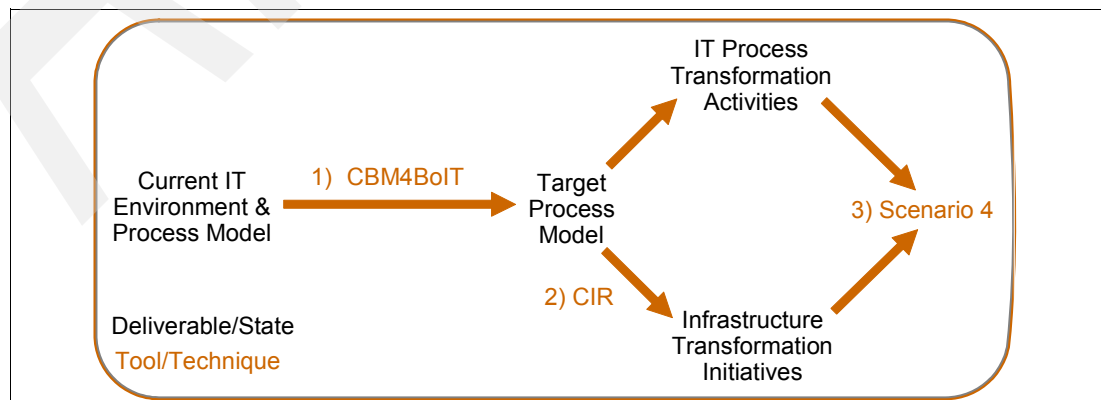 IT Process
Transformation
Activities
1) CBM4BoIT
Current IT
Environment &
Process Model
Target
Process
Model
3) Scenario 4
2) CIR
Infrastructure
Transformation
Initiatives
Deliverable/State
Tool/Technique